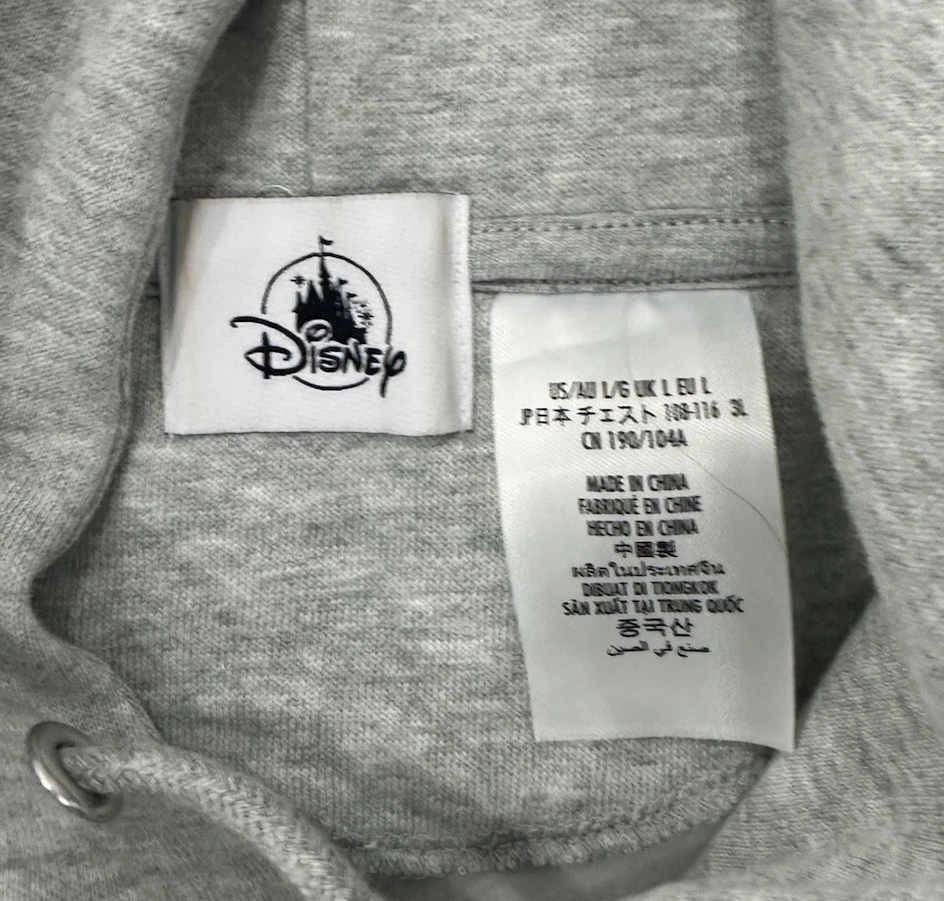 Disney
US/AU L/G UK L EU L
JP日本 チェスト 108-116 3L
CN 190/104A
MADE IN CHINA
FABRIQUÉ EN CHINE
HECHO EN CHINA
中國製
ผลิตในประเทศจีน
DIBUAT DI TIONGKOK
SẢN XUẤT TẠI TRUNG QUỐC
중국산
صنع في الصين